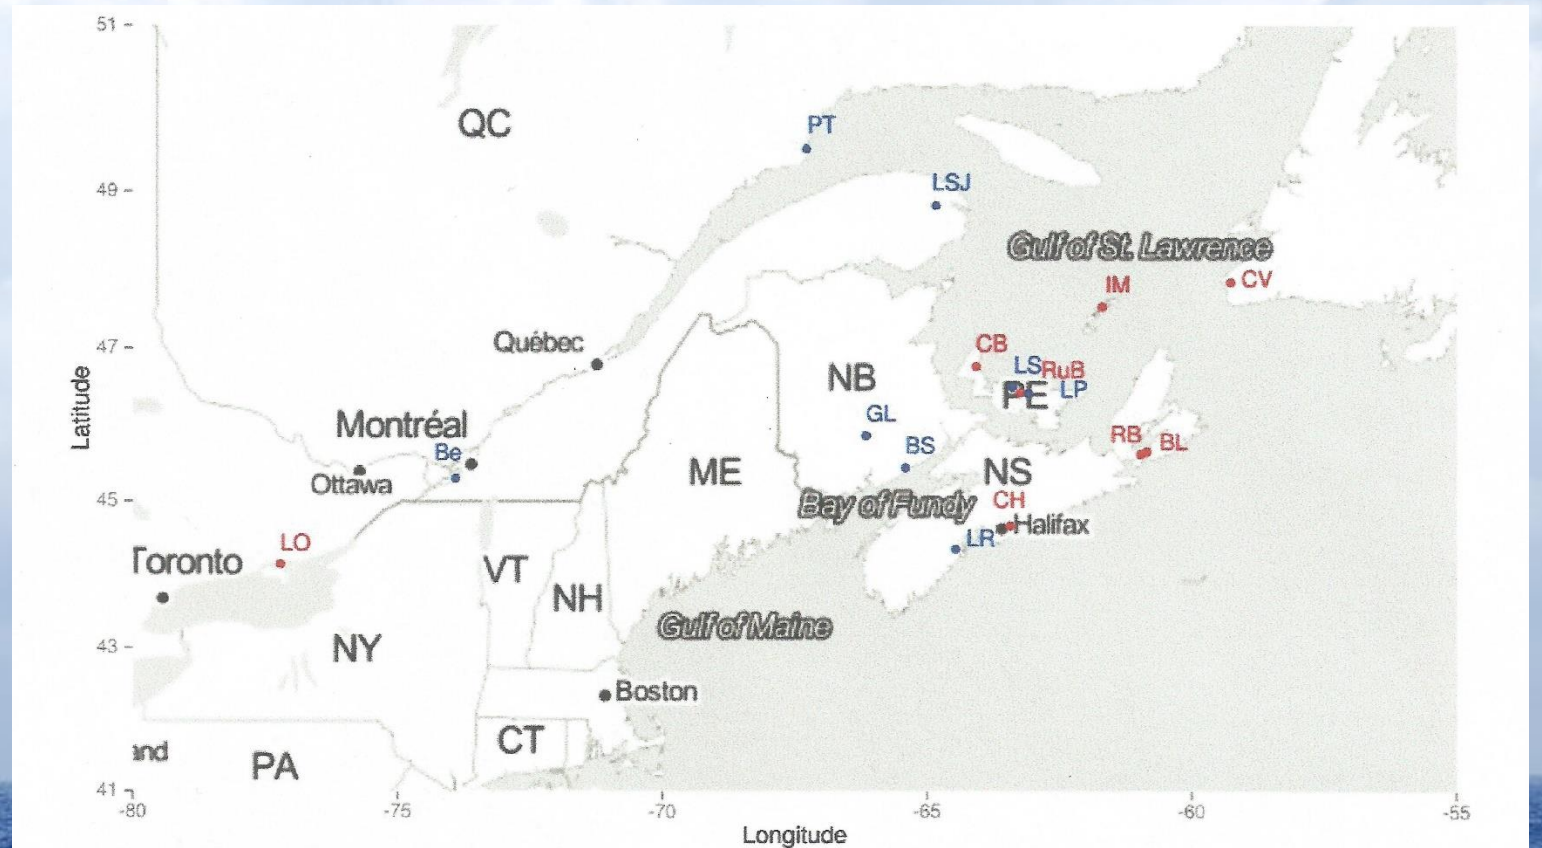 51
QC
PT
49
LSJ
Gulf of St. Lawrence
CV
IM
47
Québec
CB
LS
RuB
NB
PE
LP
Latitude
GL
Montréal
RB
BL
BS
Be
ME
NS
Ottawa
45
CH
Bay of Fundy
Halifax
LO
LR
Toronto
VT
NH
Gulf of Maine
43
NY
Boston
CT
and
PA
41
-80
-75
-70
-65
-60
-55
Longitude